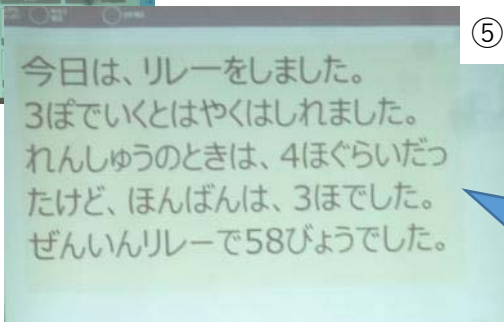 ⑤
今日は、リレーをしました。
3ぽでいくとはやくはしれました。
れんしゅうのときは、4ほぐらいだっ
たけど、ほんばんは、3ほでした。
ぜんいんリレーで58びょうでした。